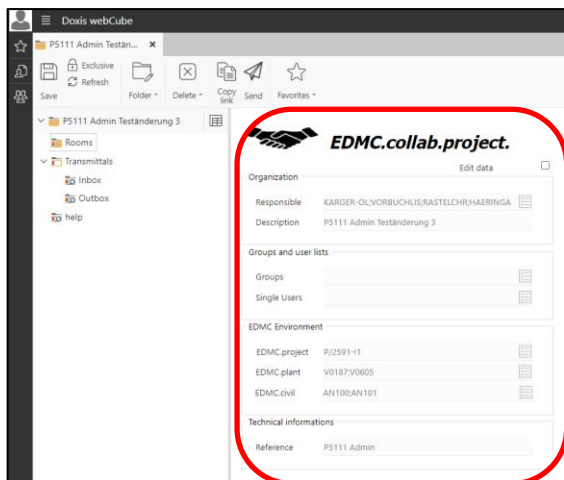 Doxis webCube
P5111 Admin Testän... ×
Exclusive
Refresh
Save
Folder
Delete
Copy link
Send
Favorites
P5111 Admin Teständerung 3
Rooms
Transmittals
Inbox
Outbox
help
EDMC.collab.project.
Edit data
Organization
Responsible KARGER-OL;VORBUCHLIS;RASTELCHR;HAERINGA
Description P5111 Admin Teständerung 3
Groups and user lists
Groups
Single Users
EDMC Environment
EDMC.project P/2591-I1
EDMC.plant V0187;V0605
EDMC.civil AN100;AN101
Technical informations
Reference P5111 Admin